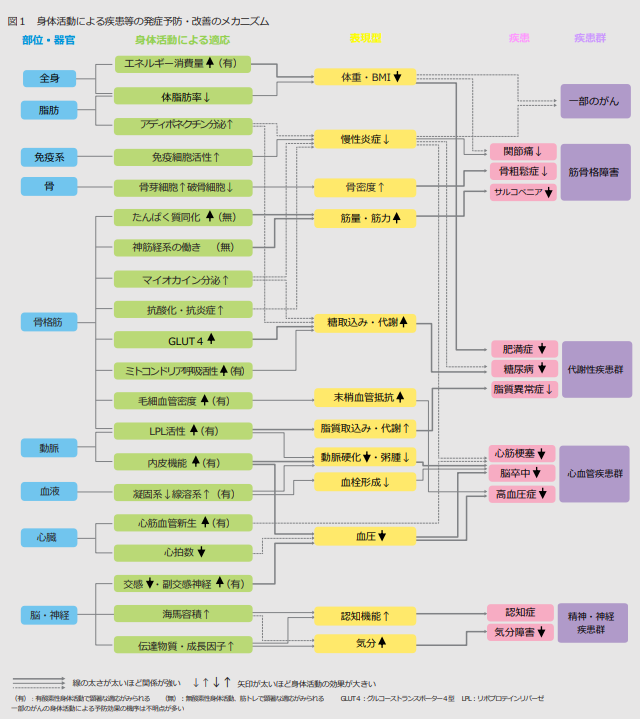 図１　身体活動による疾患等の発症予防・改善のメカニズム
部位・器官
身体活動による適応
表現型
疾患
疾患群
全身
脂肪
免疫系
骨
骨格筋
動脈
血液
心臓
脳・神経
エネルギー消費量↑（有）
体脂肪率↓
アディポネクチン分泌↑
免疫細胞活性↑
骨芽細胞↑破骨細胞↓
たんぱく質同化 ↑（無）
神経筋系の働き （無）
マイオカイン分泌↑
抗酸化・抗炎症↑
GLUT４↑
ミトコンドリア呼吸活性↑（有）
毛細血管密度↑（有）
LPL活性↑（有）
内皮機能↑（有）
凝固系↓線溶系↑（有）
心筋血管新生↑（有）
心拍数↓
交感↓・副交感神経↑（有）
海馬容積↑
伝達物質・成長因子↑
体重・BMI↓
慢性炎症↓
骨密度↑
筋量・筋力↑
糖取込み・代謝↑
末梢血管抵抗↑
脂質取込み・代謝↑
動脈硬化↓・粥腫↓
血栓形成↓
血圧↓
認知機能↑
気分↑
関節痛↓
骨粗鬆症↓
サルコペニア↓
肥満症↓
糖尿病↓
脂質異常症↓
心筋梗塞↓
脳卒中↓
高血圧症↓
認知症
気分障害↓
一部のがん
筋骨格障害
代謝性疾患群
心血管疾患群
精神・神経
疾患群
線の太さが太いほど関係が強い　↓↑↓↑　矢印が太いほど身体活動の効果が大きい
（有）：有酸素性身体活動で顕著な適応がみられる　（無）：無酸素性身体活動、筋トレで顕著な適応がみられる　GLUT４：グルコーストランスポーター４型　LPL：リポプロテインリパーゼ
一部のがんの身体活動による予防効果の機序は不明点が多い